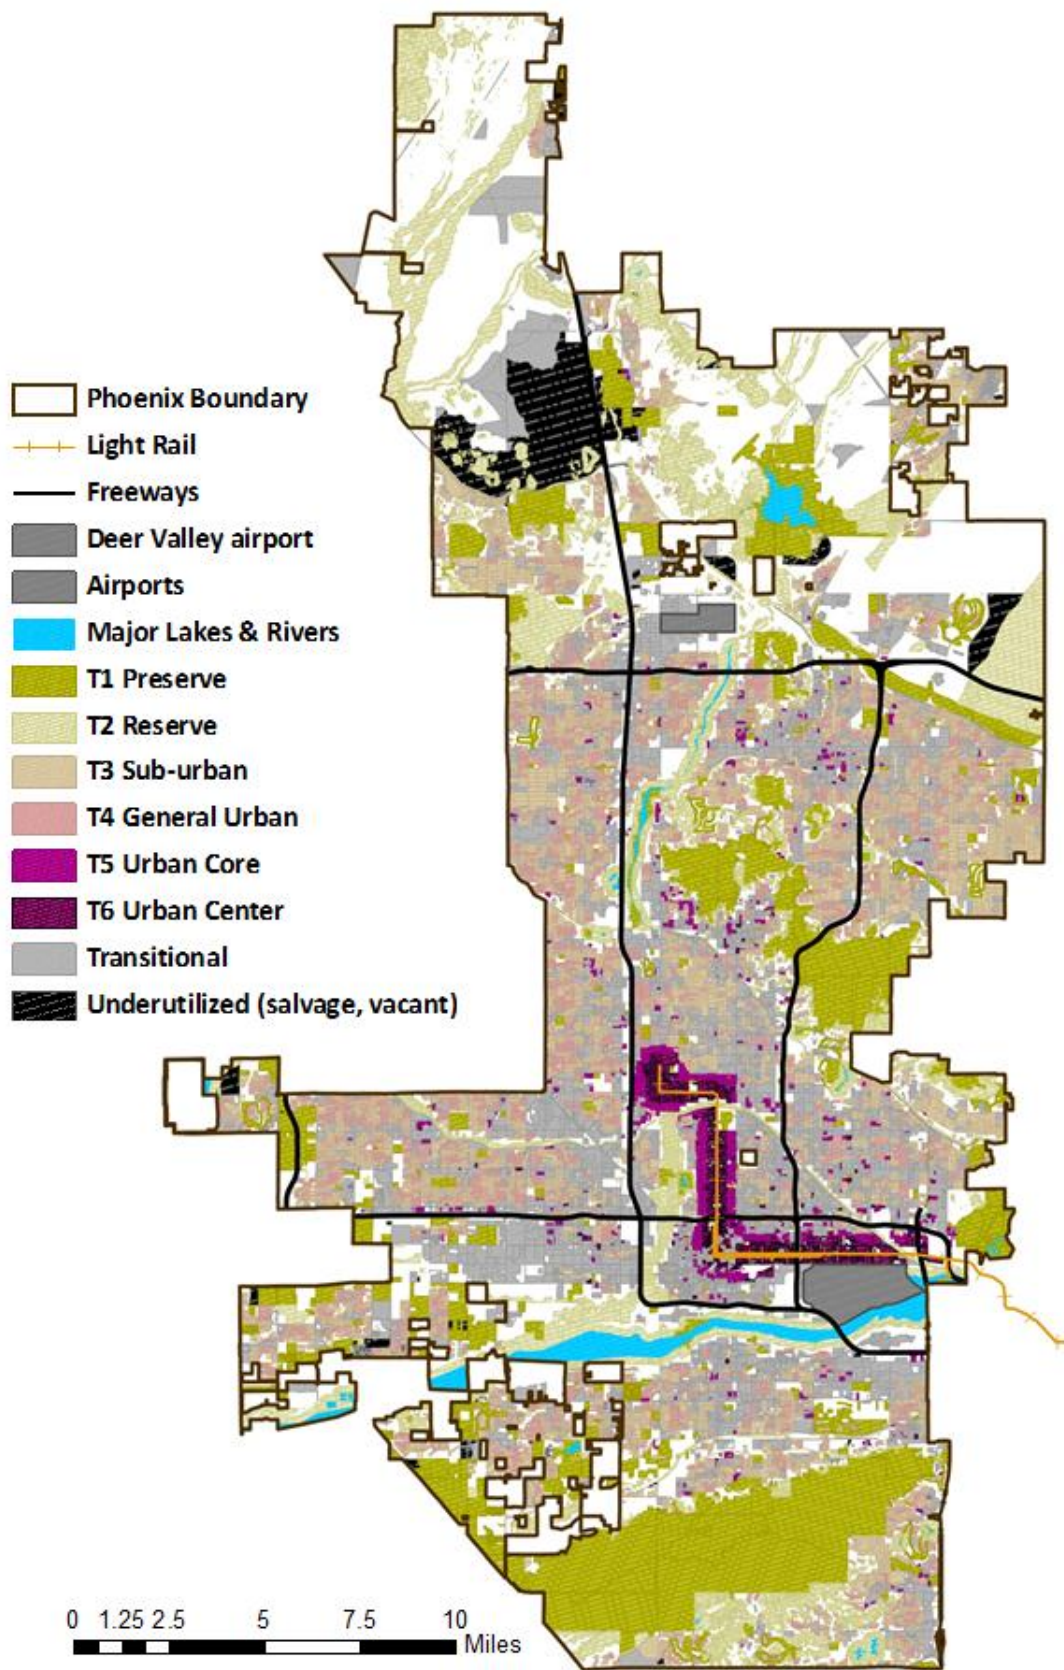 Phoenix Boundary
Light Rail
Freeways
Deer Valley airport
Airports
Major Lakes & Rivers
T1 Preserve
T2 Reserve
T3 Sub-urban
T4 General Urban
T5 Urban Core
T6 Urban Center
Transitional
Underutilized (salvage, vacant)
0 1.25 2.5 5 7.5 10
Miles